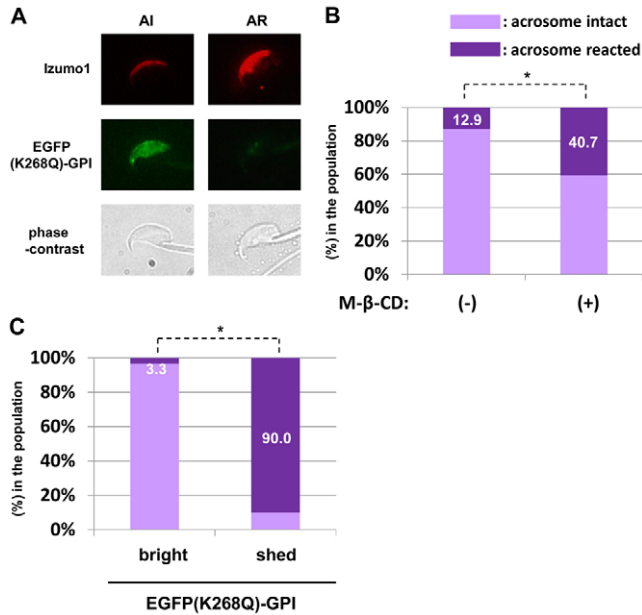 A
AI
AR
Izumo1
EGFP
(K268Q)-GPI
phase
-contrast
B
: acrosome intact
: acrosome reacted
*
(%) in the population
100%
80%
60%
40%
20%
0%
12.9
40.7
M-β-CD:
(-)
(+)
C
*
(%) in the population
100%
80%
60%
40%
20%
0%
3.3
90.0
bright
shed
EGFP(K268Q)-GPI